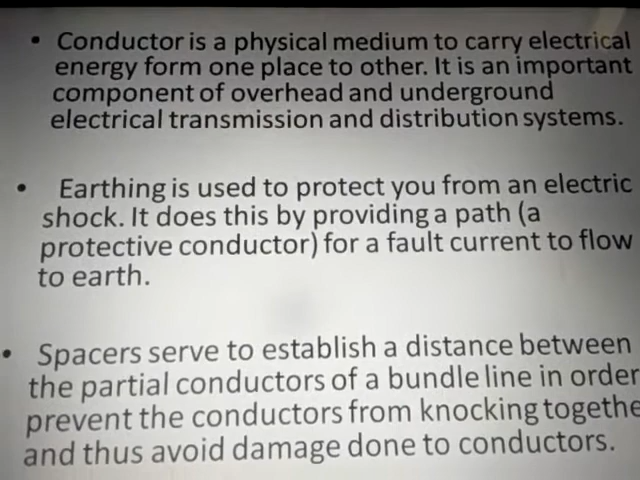 • Conductor is a physical medium to carry electrical
energy form one place to other. It is an important
component of overhead and underground
electrical transmission and distribution systems.
• Earthing is used to protect you from an electric
shock. It does this by providing a path (a
protective conductor) for a fault current to flow
to earth.
• Spacers serve to establish a distance between
the partial conductors of a bundle line in order
prevent the conductors from knocking togethe
and thus avoid damage done to conductors.